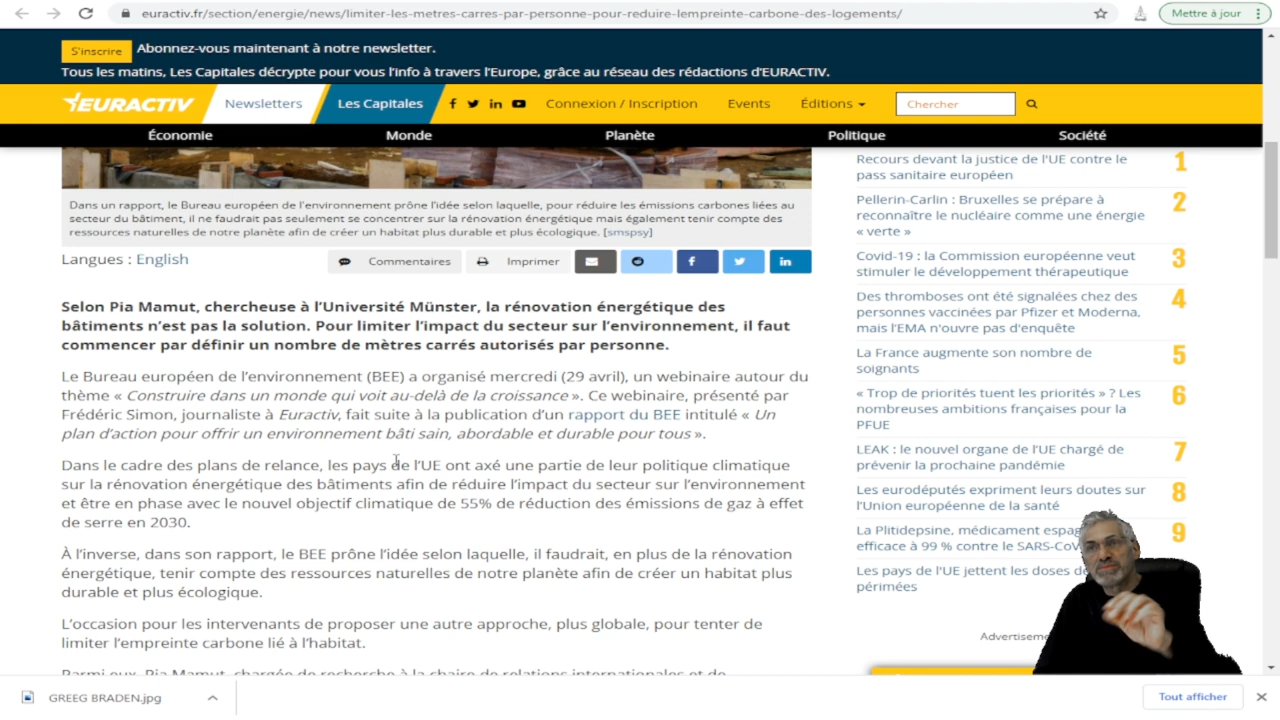 euractiv.fr/section/energie/news/limiter-les-metres-carres-par-personne-pour-reduire-lempreinte-carbone-des-logements/
Mettre à jour
S'inscrire
Abonnez-vous maintenant à notre newsletter.
Tous les matins, Les Capitales décrypte pour vous l'info à travers l'Europe, grâce au réseau des rédactions d'EURACTIV.
EURACTIV
Newsletters
Les Capitales
Connexion / Inscription
Events
Éditions
Chercher
Économie
Monde
Planète
Politique
Société
Dans un rapport, le Bureau européen de l'environnement prône l'idée selon laquelle, pour réduire les émissions carbones liées au
secteur du bâtiment, il ne faudrait pas seulement se concentrer sur la rénovation énergétique mais également tenir compte des
ressources naturelles de notre planète afin de créer un habitat plus durable et plus écologique. [smspsy]
Langues : English
Commentaires
Imprimer
Selon Pia Mamut, chercheuse à l'Université Münster, la rénovation énergétique des
bâtiments n'est pas la solution. Pour limiter l'impact du secteur sur l'environnement, il faut
commencer par définir un nombre de mètres carrés autorisés par personne.
Le Bureau européen de l'environnement (BEE) a organisé mercredi (29 avril), un webinaire autour du
thème « Construire dans un monde qui voit au-delà de la croissance ». Ce webinaire, présenté par
Frédéric Simon, journaliste à Euractiv, fait suite à la publication d'un rapport du BEE intitulé « Un
plan d'action pour offrir un environnement bâti sain, abordable et durable pour tous ».
Dans le cadre des plans de relance, les pays de l'UE ont axé une partie de leur politique climatique
sur la rénovation énergétique des bâtiments afin de réduire l'impact du secteur sur l'environnement
et être en phase avec le nouvel objectif climatique de 55% de réduction des émissions de gaz à effet
de serre en 2030.
À l'inverse, dans son rapport, le BEE prône l'idée selon laquelle, il faudrait, en plus de la rénovation
énergétique, tenir compte des ressources naturelles de notre planète afin de créer un habitat plus
durable et plus écologique.
L'occasion pour les intervenants de proposer une autre approche, plus globale, pour tenter de
limiter l'empreinte carbone lié à l'habitat.
Parmi eux, Pia Mamut, chargée de recherche à la chaire de relations internationales et de
Recours devant la justice de l'UE contre le
pass sanitaire européen
1
Pellerin-Carlin : Bruxelles se prépare à
reconnaître le nucléaire comme une énergie
« verte »
2
Covid-19 : la Commission européenne veut
stimuler le développement thérapeutique
3
Des thromboses ont été signalées chez des
personnes vaccinées par Pfizer et Moderna,
mais l'EMA n'ouvre pas d'enquête
4
La France augmente son nombre de
soignants
5
« Trop de priorités tuent les priorités » ? Les
nombreuses ambitions françaises pour la
PFUE
6
LEAK : le nouvel organe de l'UE chargé de
prévenir la prochaine pandémie
7
Les eurodéputés expriment leurs doutes sur
l'Union européenne de la santé
8
La Plitidepsine, médicament
efficace à 99 % contre le
9
Les pays de l'UE jettent les doses
périmées
GREEG BRADEN.jpg
Tout afficher